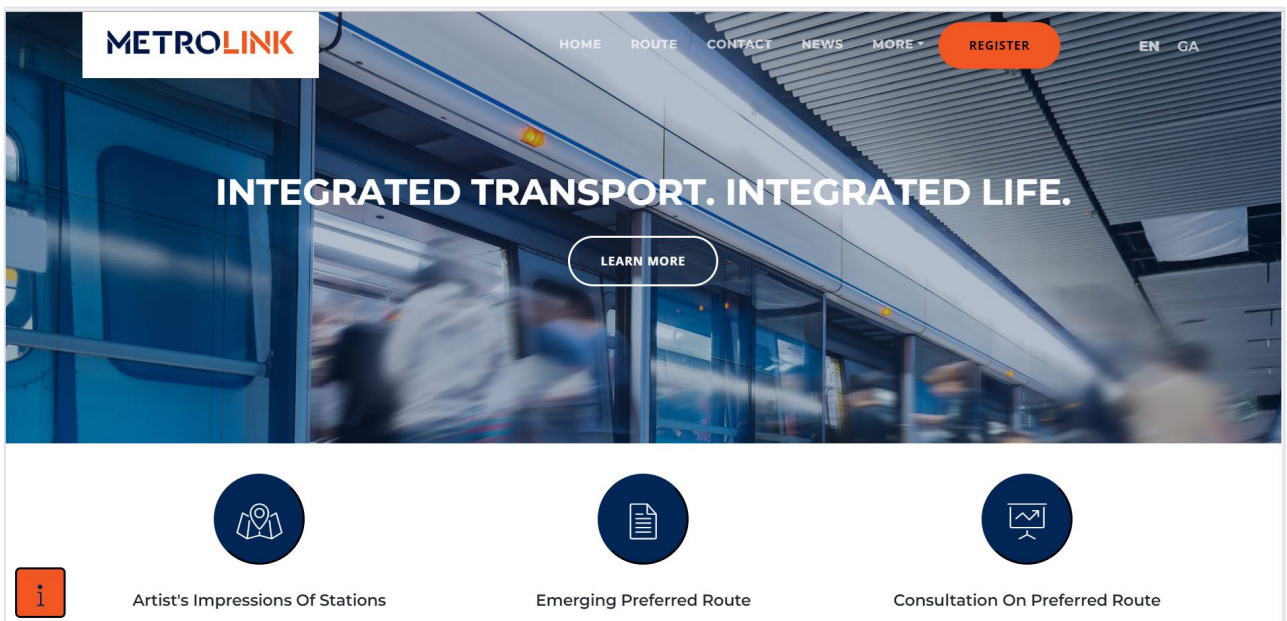 METROLINK
HOME ROUTE CONTACT NEWS MORE REGISTER EN GA
INTEGRATED TRANSPORT. INTEGRATED LIFE.
LEARN MORE
i
Artist's Impressions Of Stations
Emerging Preferred Route
Consultation On Preferred Route